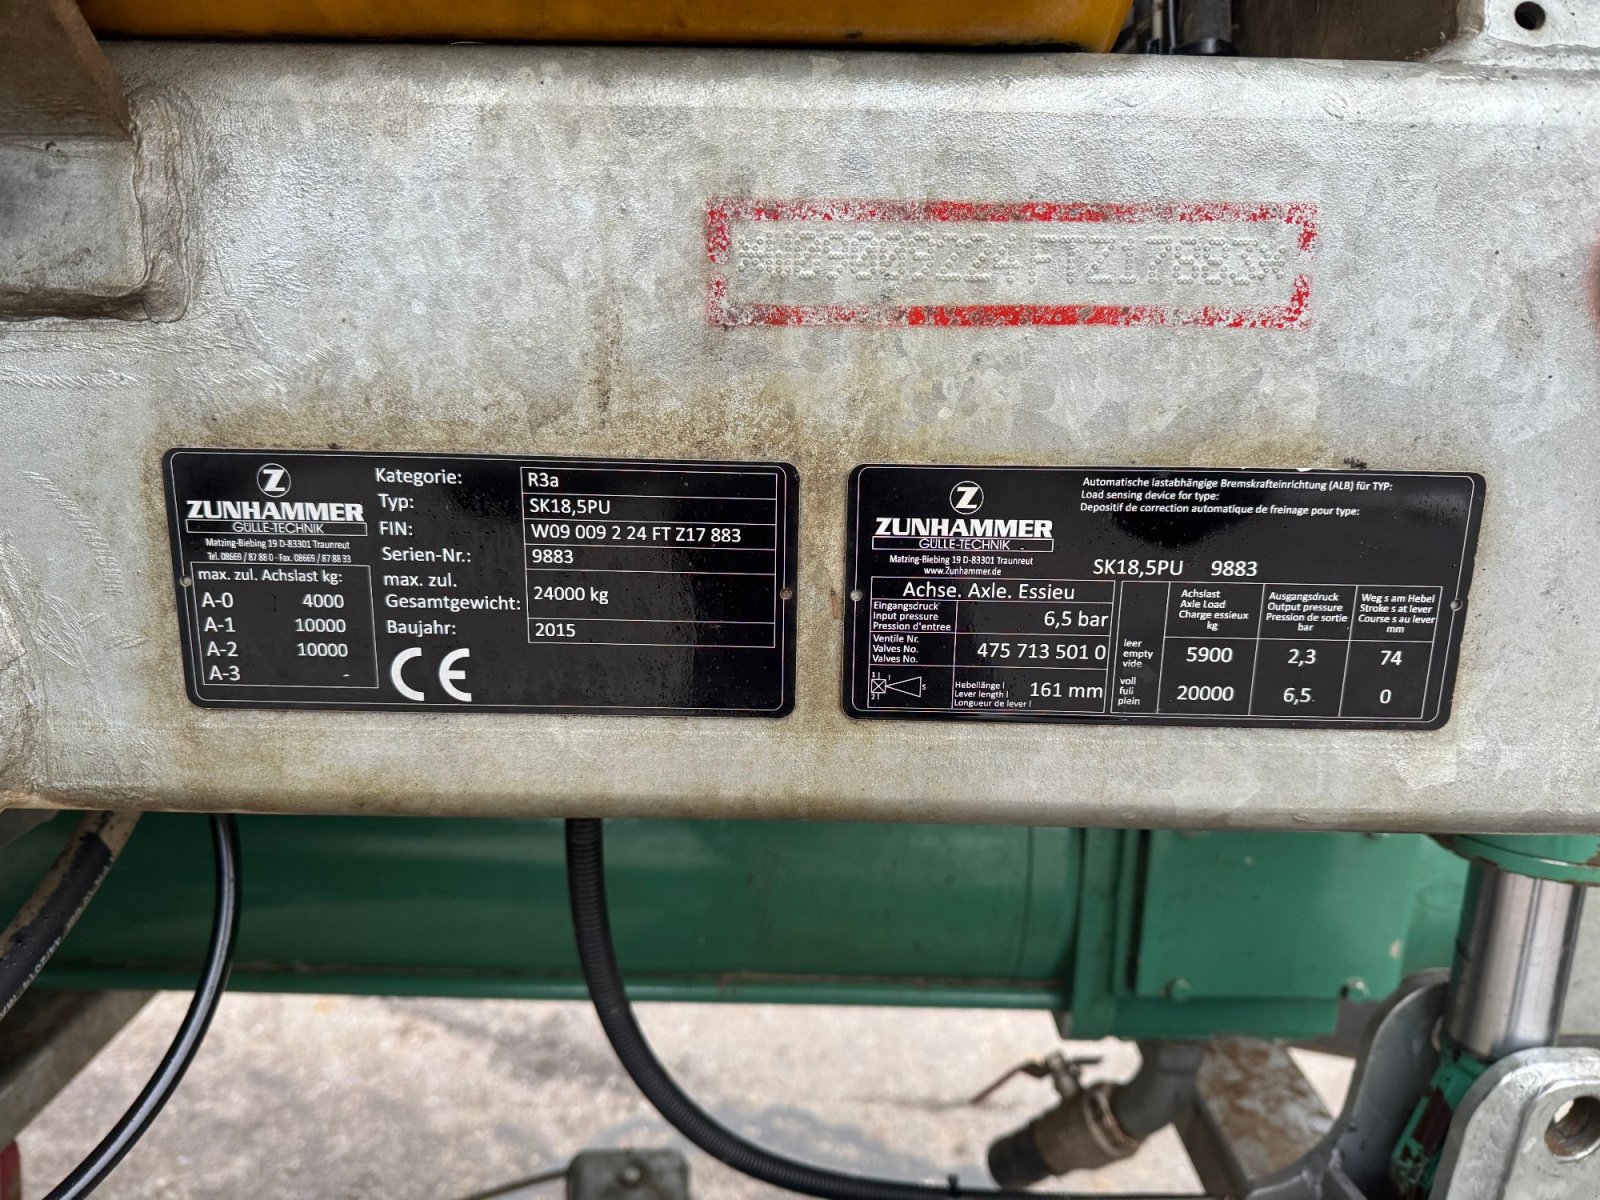 W09009224FTZ17883
Z
ZUNHAMMER
GÜLLE-TECHNIK
Matzing-Biebing 19 D-83301 Traunreut
Tel. 08669 / 87 88 0 - Fax. 08669 / 87 88 33
max. zul. Achslast kg:
A-0 4000
A-1 10000
A-2 10000
A-3 -
Kategorie: R3a
Typ: SK18,5PU
FIN: W09 009 2 24 FT Z17 883
Serien-Nr.: 9883
max. zul.
Gesamtgewicht: 24000 kg
Baujahr: 2015
CE
Z
ZUNHAMMER
GÜLLE-TECHNIK
Matzing-Biebing 19 D-83301 Traunreut
www.Zunhammer.de
Automatische lastabhängige Bremskrafteinrichtung (ALB) für TYP:
Load sensing device for type:
Depositif de correction automatique de freinage pour type:
SK18,5PU 9883
Achse. Axle. Essieu
Eingangsdruck
Input pressure
Pression d'entree
6,5 bar
Ventile Nr.
Valves No.
Valves No.
475 713 501 0
Hebellänge l
Lever length l
Longueur de lever l
161 mm
Achslast
Axle Load
Charge essieux
kg
Ausgangsdruck
Output pressure
Pression de sortie
bar
Weg s am Hebel
Stroke s at lever
Course s au lever
mm
leer
empty
vide
5900 2,3 74
voll
full
plein
20000 6,5 0